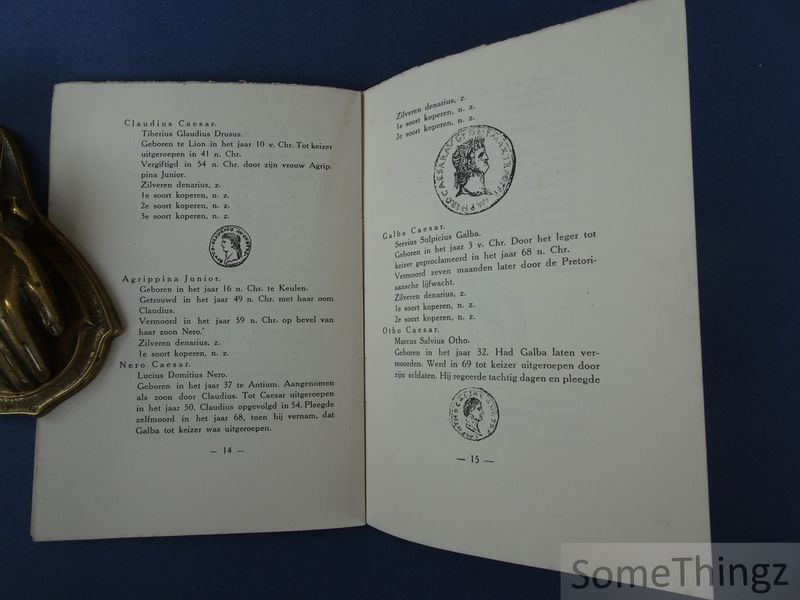 Claudius Caesar.
Tiberius Glaudius Drusus.
Geboren te Lion in het jaar 10 v. Chr. Tot keizer
uitgeroepen in 41 n. Chr.
Vergiftigd in 54 n. Chr. door zijn vrouw Agrip-
pina Junior.
Zilveren denarius, z.
1e soort koperen, n. z.
2e soort koperen, n. z.
3e soort koperen, n. z.
Agrippina Junior.
Geboren in het jaar 16 n. Chr. te Keulen.
Getrouwd in het jaar 49 n. Chr. met haar oom
Claudius.
Vermoord in het jaar 59 n. Chr. op bevel van
haar zoon Nero.'
Zilveren denarius, z.
1e soort koperen, n. z.
Nero Caesar.
Lucius Domitius Nero.
Geboren in het jaar 37 te Antium. Aangenomen
als zoon door Claudius. Tot Caesar uitgeroepen
in het jaar 50. Claudius opgevolgd in 54. Pleegde
zelfmoord in het jaar 68, toen hij vernam, dat
Galba tot keizer was uitgeroepen.
— 14 —
Zilveren denarius, z.
1e soort koperen, n. z.
2e soort koperen, n. z.
Galba Caesar.
Servius Sulpicius Galba.
Geboren in het jaar 3 v. Chr. Door het leger tot
keizer geproclameerd in het jaar 68 n. Chr.
Vermoord zeven maanden later door de Pretori-
aansche lijfwacht.
Zilveren denarius, z.
1e soort koperen, n. z.
2e soort koperen, n. z.
Otho Caesar.
Marcus Salvius Otho.
Geboren in het jaar 32. Had Galba laten ver-
moorden. Werd in 69 tot keizer uitgeroepen door
zijn soldaten. Hij regeerde tachtig dagen en pleegde
— 15 —
SomeThingz